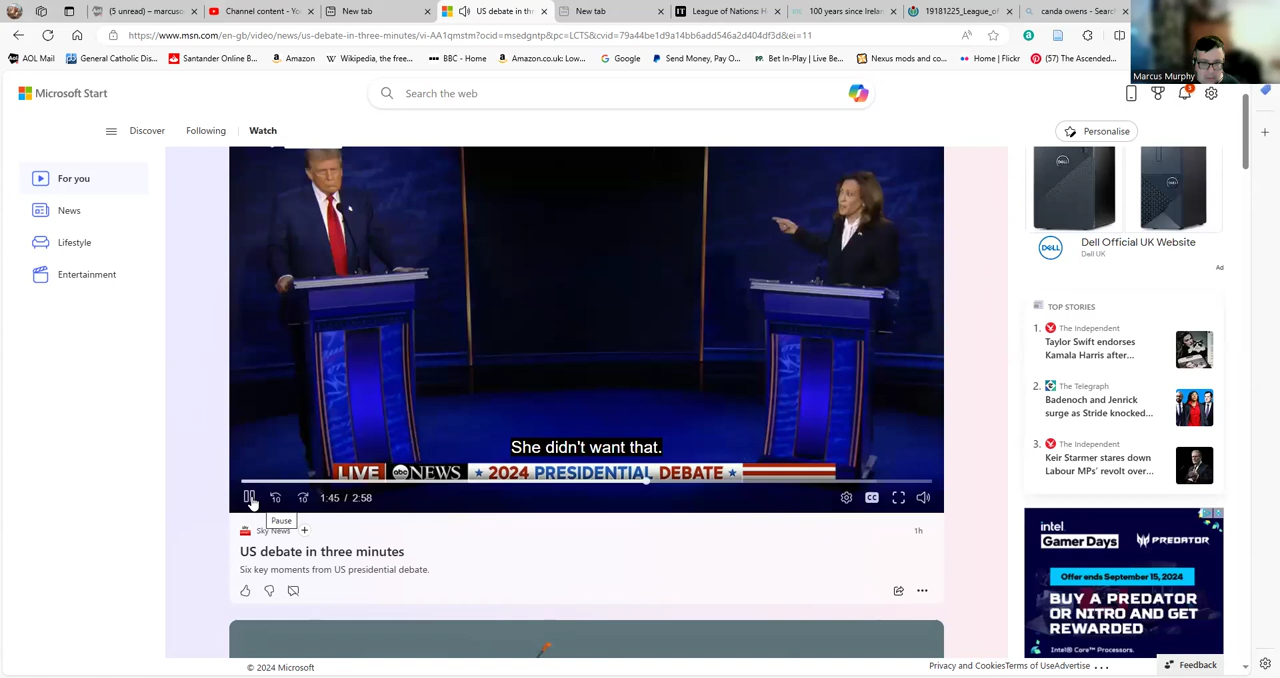 (5 unread) – marcuso
Channel content - Yo
New tab
US debate in thr
New tab
League of Nations: H
100 years since Irelan
19181225_League_of
canda owens - Searc
https://www.msn.com/en-gb/video/news/us-debate-in-three-minutes/vi-AA1qmstm?ocid=msedgntp&pc=LCTS&cvid=79a44be1d9a14bb6add546a2d404df3d&ei=11
AOL Mail
General Catholic Dis...
Santander Online B...
Amazon
Wikipedia, the free...
BBC - Home
Amazon.co.uk: Low...
Google
Send Money, Pay O...
Bet In-Play | Live Be...
Nexus mods and co...
Home | Flickr
(57) The Ascended...
Marcus Murphy
Microsoft Start
Search the web
3
Discover
Following
Watch
Personalise
For you
News
Lifestyle
Entertainment
She didn't want that.
LIVE abc NEWS ★ 2024 PRESIDENTIAL DEBATE ★
10
10
1:45 / 2:58
CC
Pause
Sky News
1h
US debate in three minutes
Six key moments from US presidential debate.
DELL
Dell Official UK Website
Dell UK
Ad
TOP STORIES
1. The Independent
Taylor Swift endorses
Kamala Harris after...
2. The Telegraph
Badenoch and Jenrick
surge as Stride knocked...
3. The Independent
Keir Starmer stares down
Labour MPs' revolt over...
intel
Gamer Days
PREDATOR
Offer ends September 15, 2024
BUY A PREDATOR
OR NITRO AND GET
REWARDED
Intel® Core™ Processors.
© 2024 Microsoft
Privacy and Cookies
Terms of Use
Advertise
...
Feedback